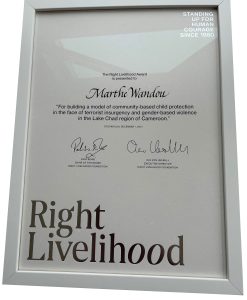 STANDING
UP FOR
HUMAN
COURAGE
SINCE 1980
The Right Livelihood Award
is presented to
Marthe Wandou
"For building a model of community-based child protection
in the face of terrorist insurgency and gender-based violence
in the Lake Chad region of Cameroon."
Right
Livelihood